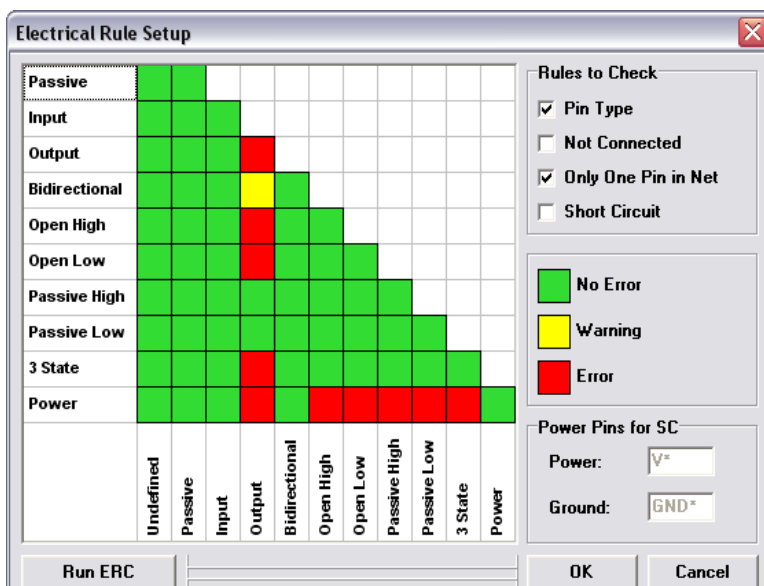 Electrical Rule Setup
Passive
Input
Output
Bidirectional
Open High
Open Low
Passive High
Passive Low
3 State
Power
Undefined
Passive
Input
Output
Bidirectional
Open High
Open Low
Passive High
Passive Low
3 State
Power
Rules to Check
Pin Type
Not Connected
Only One Pin in Net
Short Circuit
No Error
Warning
Error
Power Pins for SC
Power: V*
Ground: GND*
Run ERC
OK
Cancel